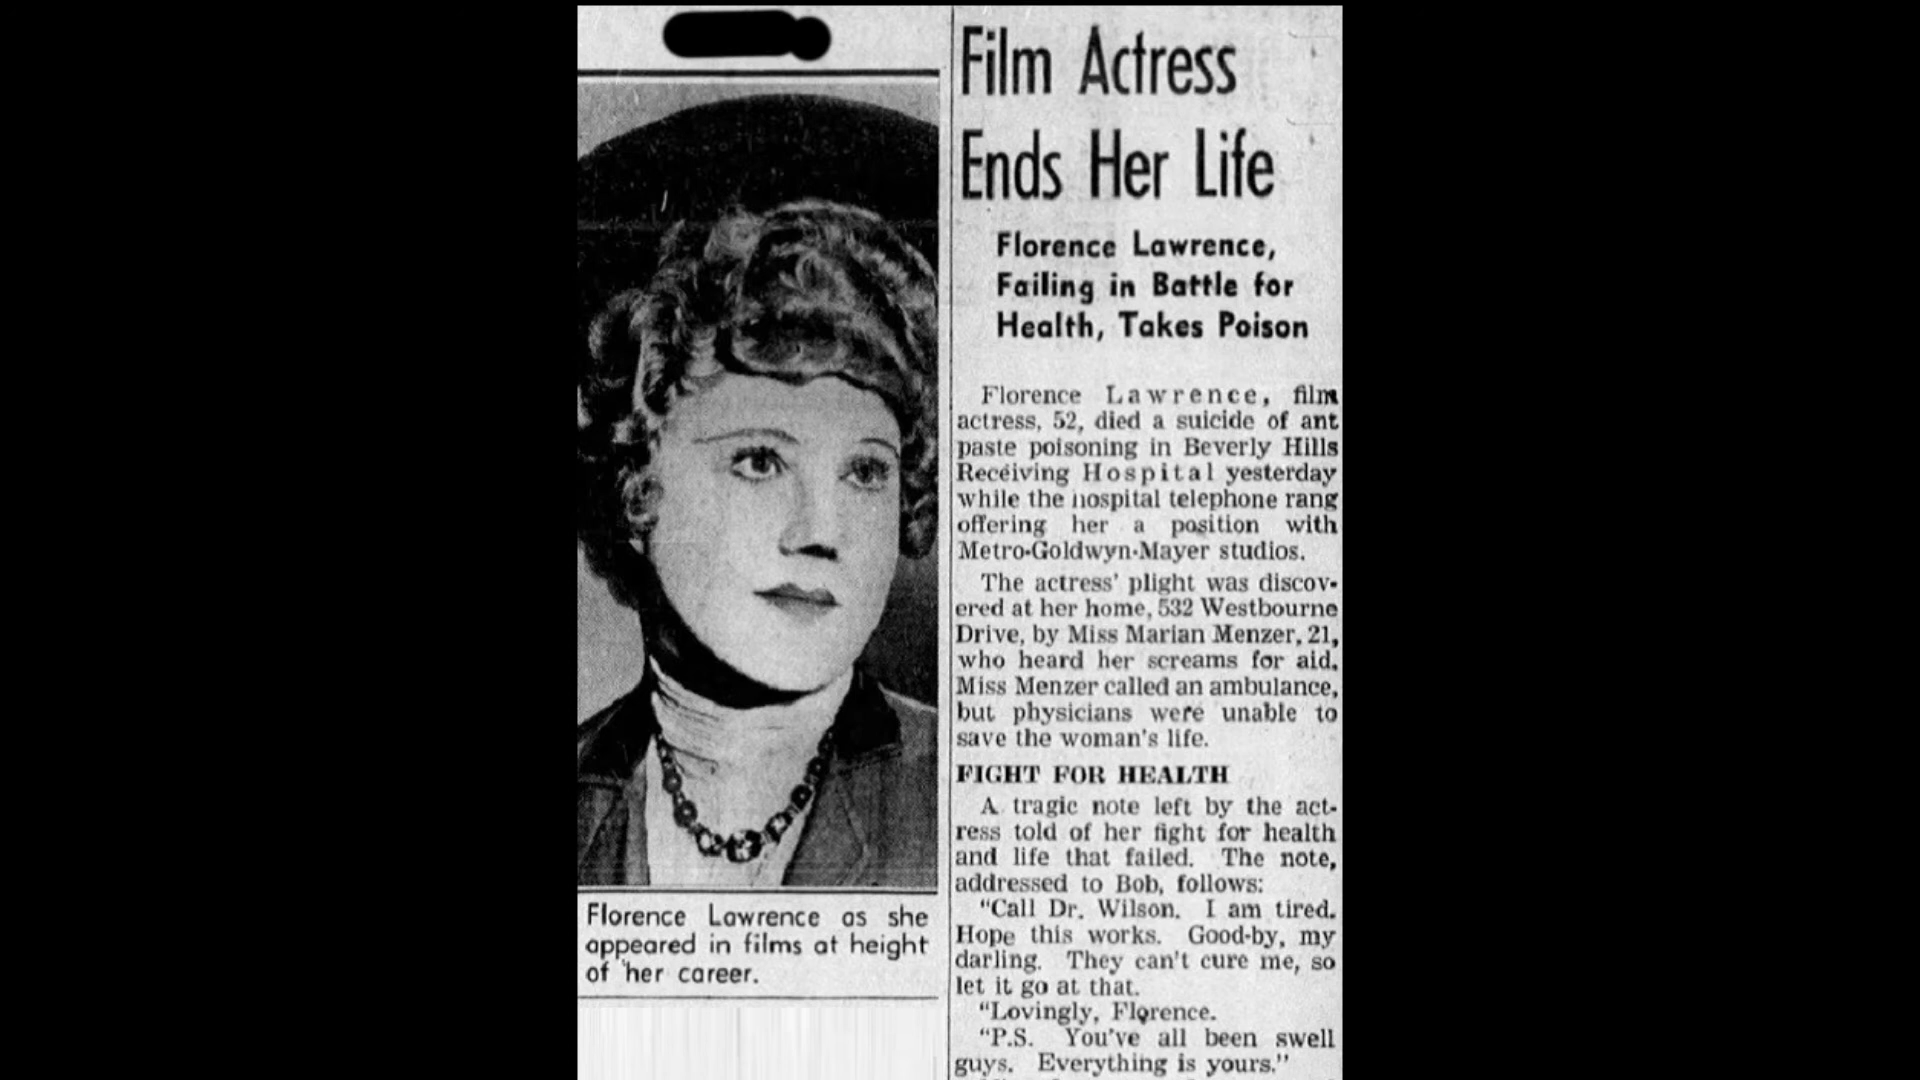 Film Actress
Ends Her Life
Florence Lawrence,
Failing in Battle for
Health, Takes Poison
Florence Lawrence, film
actress, 52, died a suicide of ant
paste poisoning in Beverly Hills
Receiving Hospital yesterday
while the hospital telephone rang
offering her a position with
Metro-Goldwyn-Mayer studios.
The actress' plight was discov-
ered at her home, 532 Westbourne
Drive, by Miss Marian Menzer, 21,
who heard her screams for aid.
Miss Menzer called an ambulance,
but physicians were unable to
save the woman's life.
FIGHT FOR HEALTH
A tragic note left by the act-
ress told of her fight for health
and life that failed. The note,
addressed to Bob, follows:
"Call Dr. Wilson. I am tired.
Hope this works. Good-by, my
darling. They can't cure me, so
let it go at that.
"Lovingly, Florence.
"P.S. You've all been swell
guys. Everything is yours."
Florence Lawrence as she
appeared in films at height
of her career.